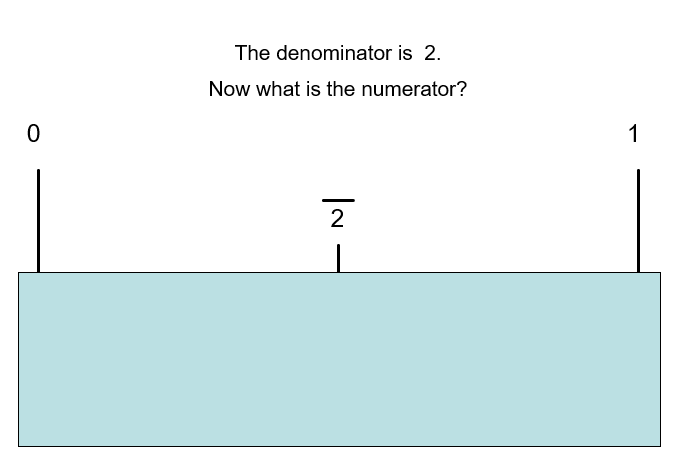 The denominator is  2.
Now what is the numerator?
0
1
2